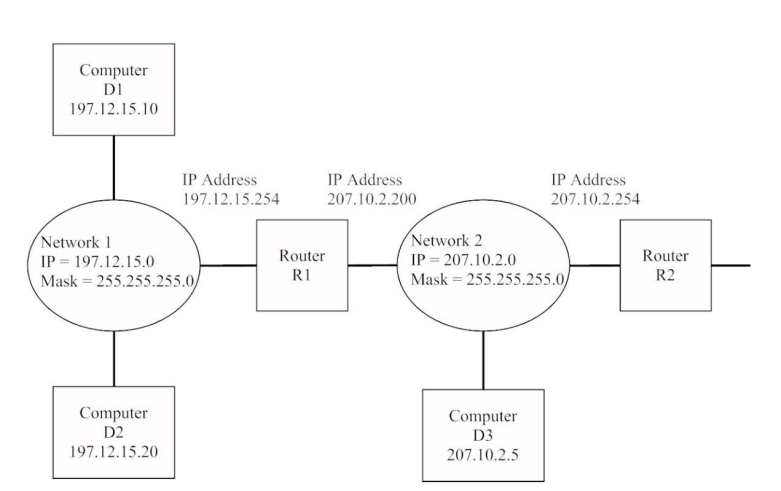 Computer
D1
197.12.15.10
IP Address
197.12.15.254
IP Address
207.10.2.200
IP Address
207.10.2.254
Network 1
IP = 197.12.15.0
Mask = 255.255.255.0
Router
R1
Network 2
IP = 207.10.2.0
Mask = 255.255.255.0
Router
R2
Computer
D2
197.12.15.20
Computer
D3
207.10.2.5